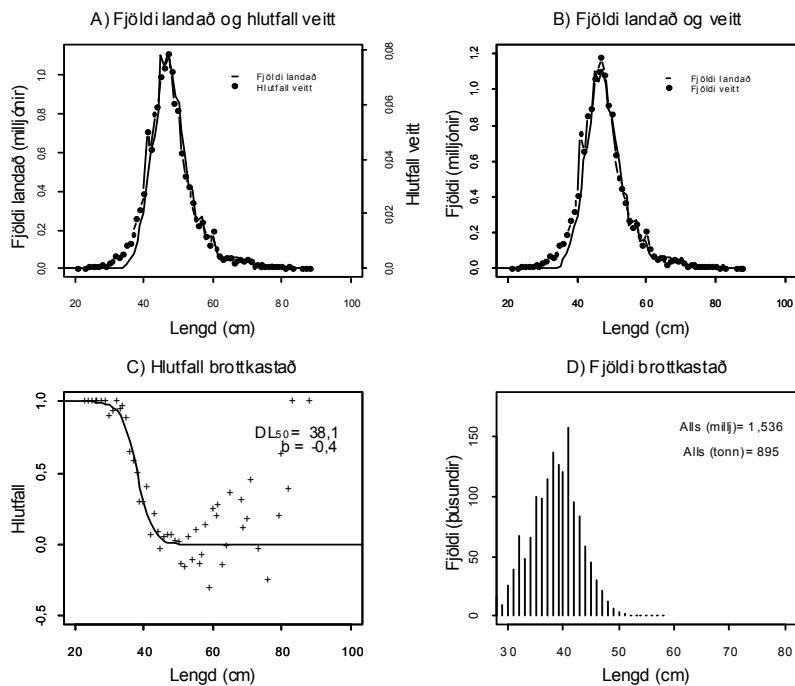 A) Fjöldi landað og hlutfall veitt
Fjöldi landað (milljónir)
0,0 0,2 0,4 0,6 0,8 1,0
Fjöldi landað
Hlutfall veitt
0,00 0,02 0,04 0,06 0,08
Hlutfall veitt
20 40 60 80 100
Lengd (cm)
B) Fjöldi landað og veitt
Fjöldi (milljónir)
0,0 0,2 0,4 0,6 0,8 1,0 1,2
Fjöldi landað
Fjöldi veitt
20 40 60 80 100
Lengd (cm)
C) Hlutfall brottkastað
Hlutfall
-0,5 0,0 0,5 1,0
DL50 = 38,1
b = -0,4
20 40 60 80 100
Lengd (cm)
D) Fjöldi brottkastað
Fjöldi (þúsundir)
0 50 100 150
Alls (millj)= 1,536
Alls (tonn)= 895
30 40 50 60 70 80
Lengd (cm)